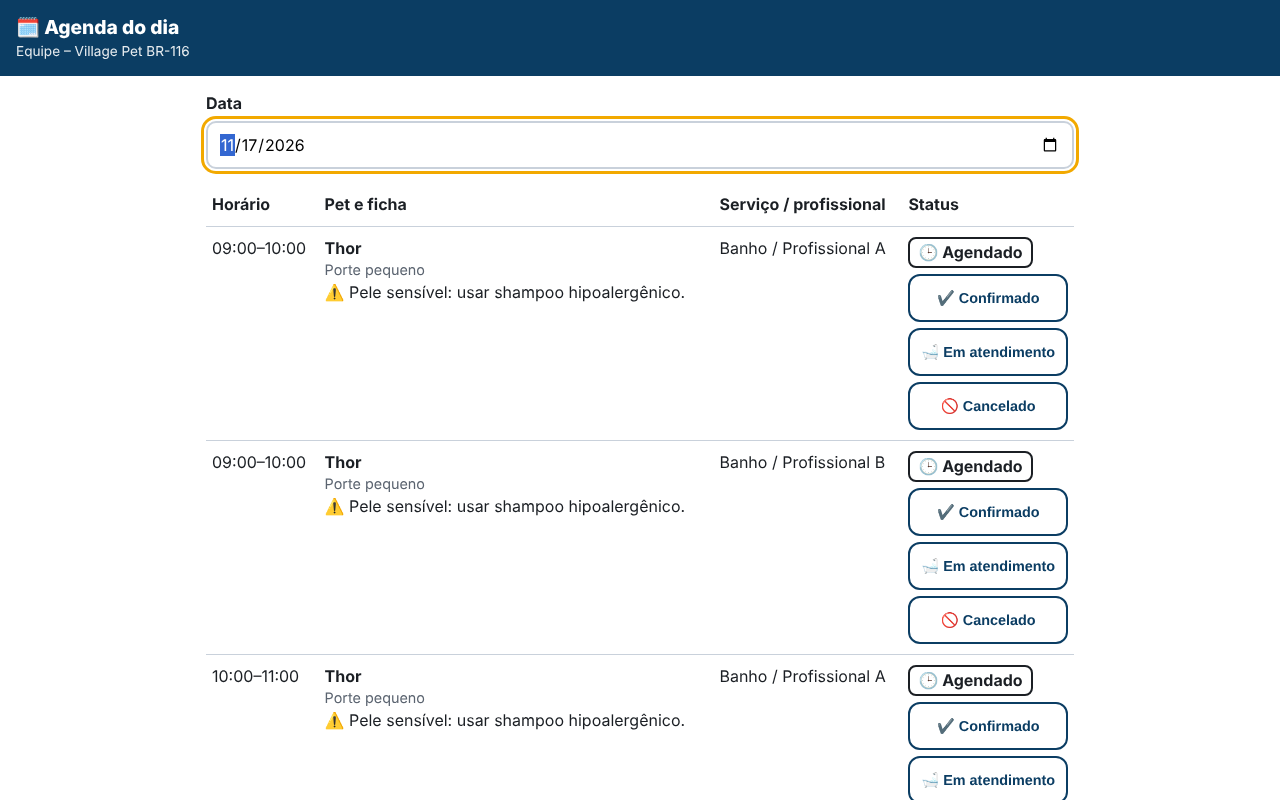 🗓️ Agenda do dia
Equipe – Village Pet BR-116
Data
11/17/2026
Horário Pet e ficha Serviço / profissional Status
09:00–10:00 Thor Banho / Profissional A 🕒 Agendado
Porte pequeno
⚠️ Pele sensível: usar shampoo hipoalergênico.
✔️ Confirmado
🛁 Em atendimento
🚫 Cancelado
09:00–10:00 Thor Banho / Profissional B 🕒 Agendado
Porte pequeno
⚠️ Pele sensível: usar shampoo hipoalergênico.
✔️ Confirmado
🛁 Em atendimento
🚫 Cancelado
10:00–11:00 Thor Banho / Profissional A 🕒 Agendado
Porte pequeno
⚠️ Pele sensível: usar shampoo hipoalergênico.
✔️ Confirmado
🛁 Em atendimento